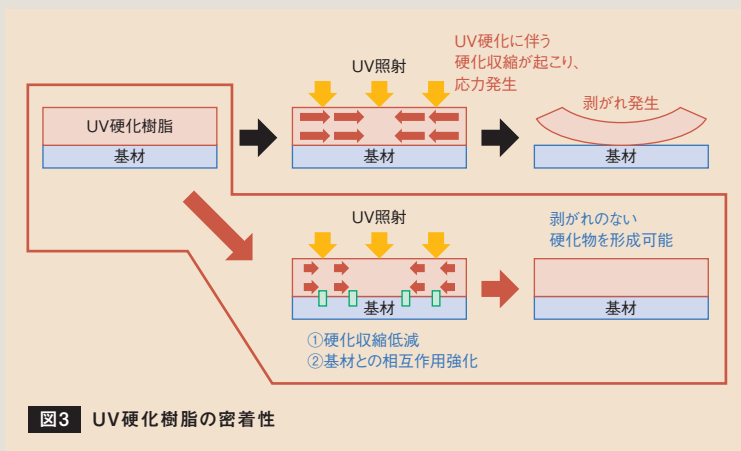 UV硬化に伴う
硬化収縮が起こり、
応力発生
UV照射
剥がれ発生
UV硬化樹脂
基材
基材
基材
UV照射
剥がれのない
硬化物を形成可能
基材
基材
①硬化収縮低減
②基材との相互作用強化
図3 UV硬化樹脂の密着性